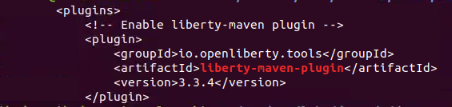 <plugins>
<!-- Enable liberty-maven plugin -->
<plugin>
<groupId>io.openliberty.tools</groupId>
<artifactId>liberty-maven-plugin</artifactId>
<version>3.3.4</version>
</plugin>